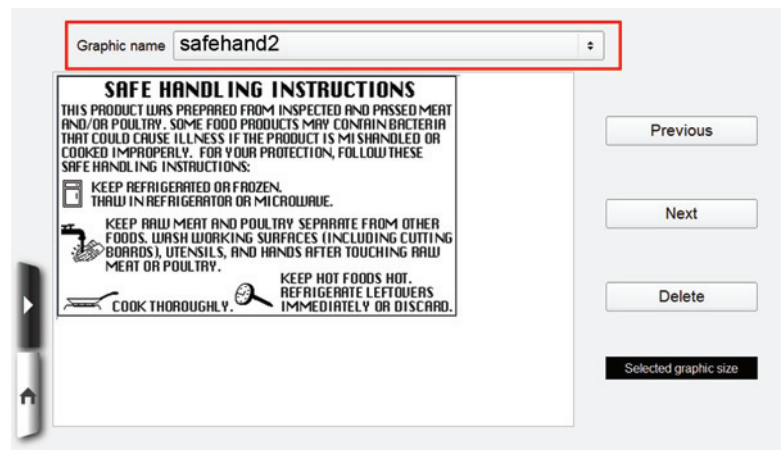 Graphic name safehand2
SAFE HANDLING INSTRUCTIONS
THIS PRODUCT WAS PREPARED FROM INSPECTED AND PASSED MEAT
AND/OR POULTRY. SOME FOOD PRODUCTS MAY CONTAIN BACTERIA
THAT COULD CAUSE ILLNESS IF THE PRODUCT IS MISHANDLED OR
COOKED IMPROPERLY. FOR YOUR PROTECTION, FOLLOW THESE
SAFE HANDLING INSTRUCTIONS:
KEEP REFRIGERATED OR FROZEN.
THAW IN REFRIGERATOR OR MICROWAVE.
KEEP RAW MEAT AND POULTRY SEPARATE FROM OTHER
FOODS. WASH WORKING SURFACES (INCLUDING CUTTING
BOARDS), UTENSILS, AND HANDS AFTER TOUCHING RAW
MEAT OR POULTRY.
COOK THOROUGHLY.
KEEP HOT FOODS HOT.
REFRIGERATE LEFTOVERS
IMMEDIATELY OR DISCARD.
Previous
Next
Delete
Selected graphic size